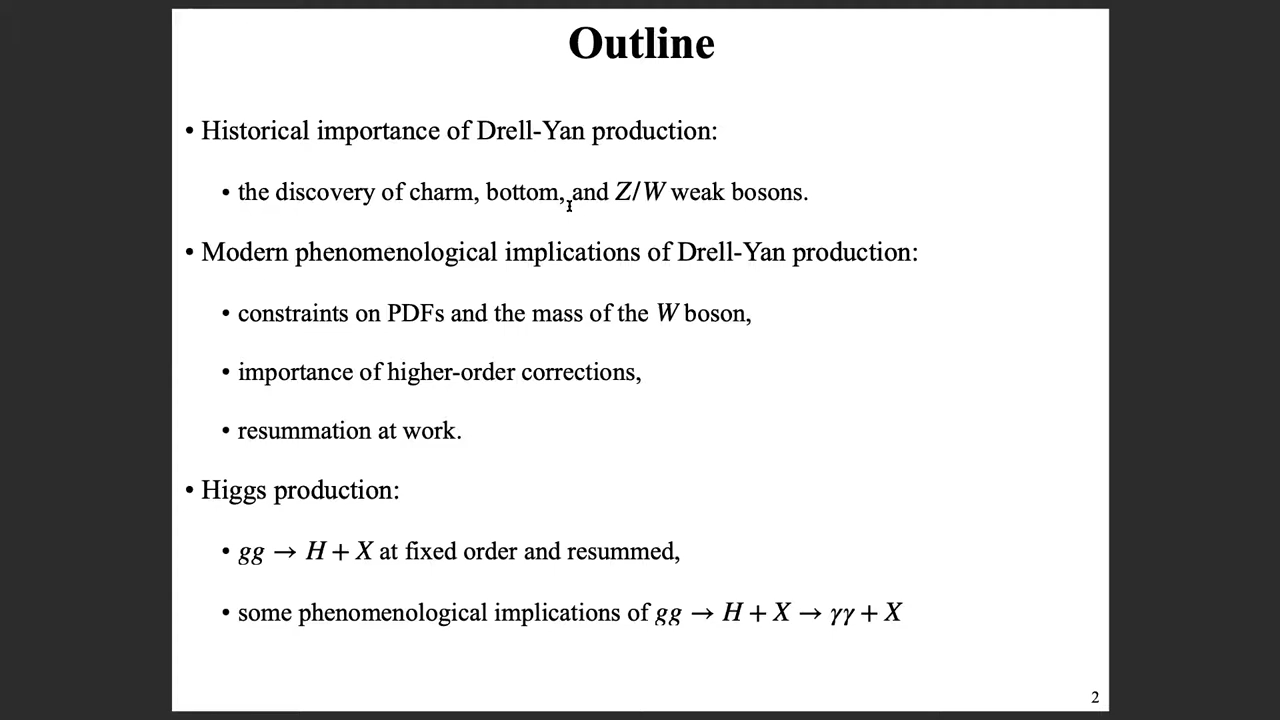 Outline
• Historical importance of Drell-Yan production:
• the discovery of charm, bottom, and Z/W weak bosons.
• Modern phenomenological implications of Drell-Yan production:
• constraints on PDFs and the mass of the W boson,
• importance of higher-order corrections,
• resummation at work.
• Higgs production:
• gg → H + X at fixed order and resummed,
• some phenomenological implications of gg → H + X → γγ + X
2